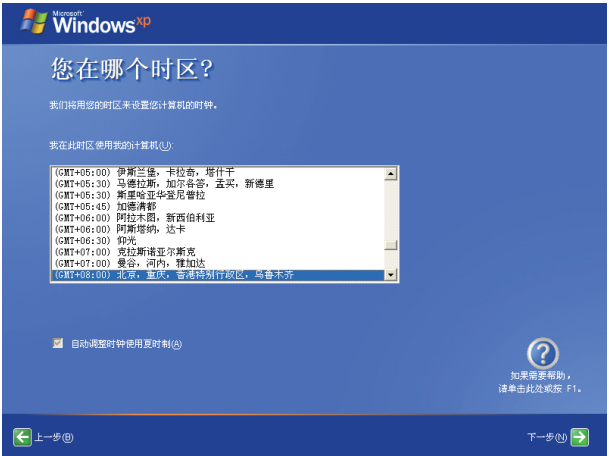 Microsoft
Windows xp
您在哪个时区?
我们将用您的时区来设置您计算机的时钟。
我在此时区使用我的计算机(U):
(GMT+05:00) 伊斯兰堡，卡拉奇，塔什干
(GMT+05:30) 马德拉斯，加尔各答，孟买，新德里
(GMT+05:30) 斯里哈亚华登尼普拉
(GMT+05:45) 加德满都
(GMT+06:00) 阿拉木图，新西伯利亚
(GMT+06:00) 阿斯塔纳，达卡
(GMT+06:30) 仰光
(GMT+07:00) 克拉斯诺亚尔斯克
(GMT+07:00) 曼谷，河内，雅加达
(GMT+08:00) 北京，重庆，香港特别行政区，乌鲁木齐
自动调整时钟使用夏时制(A)
如果需要帮助，
请单击此处或按 F1。
上一步(B)
下一步(N)